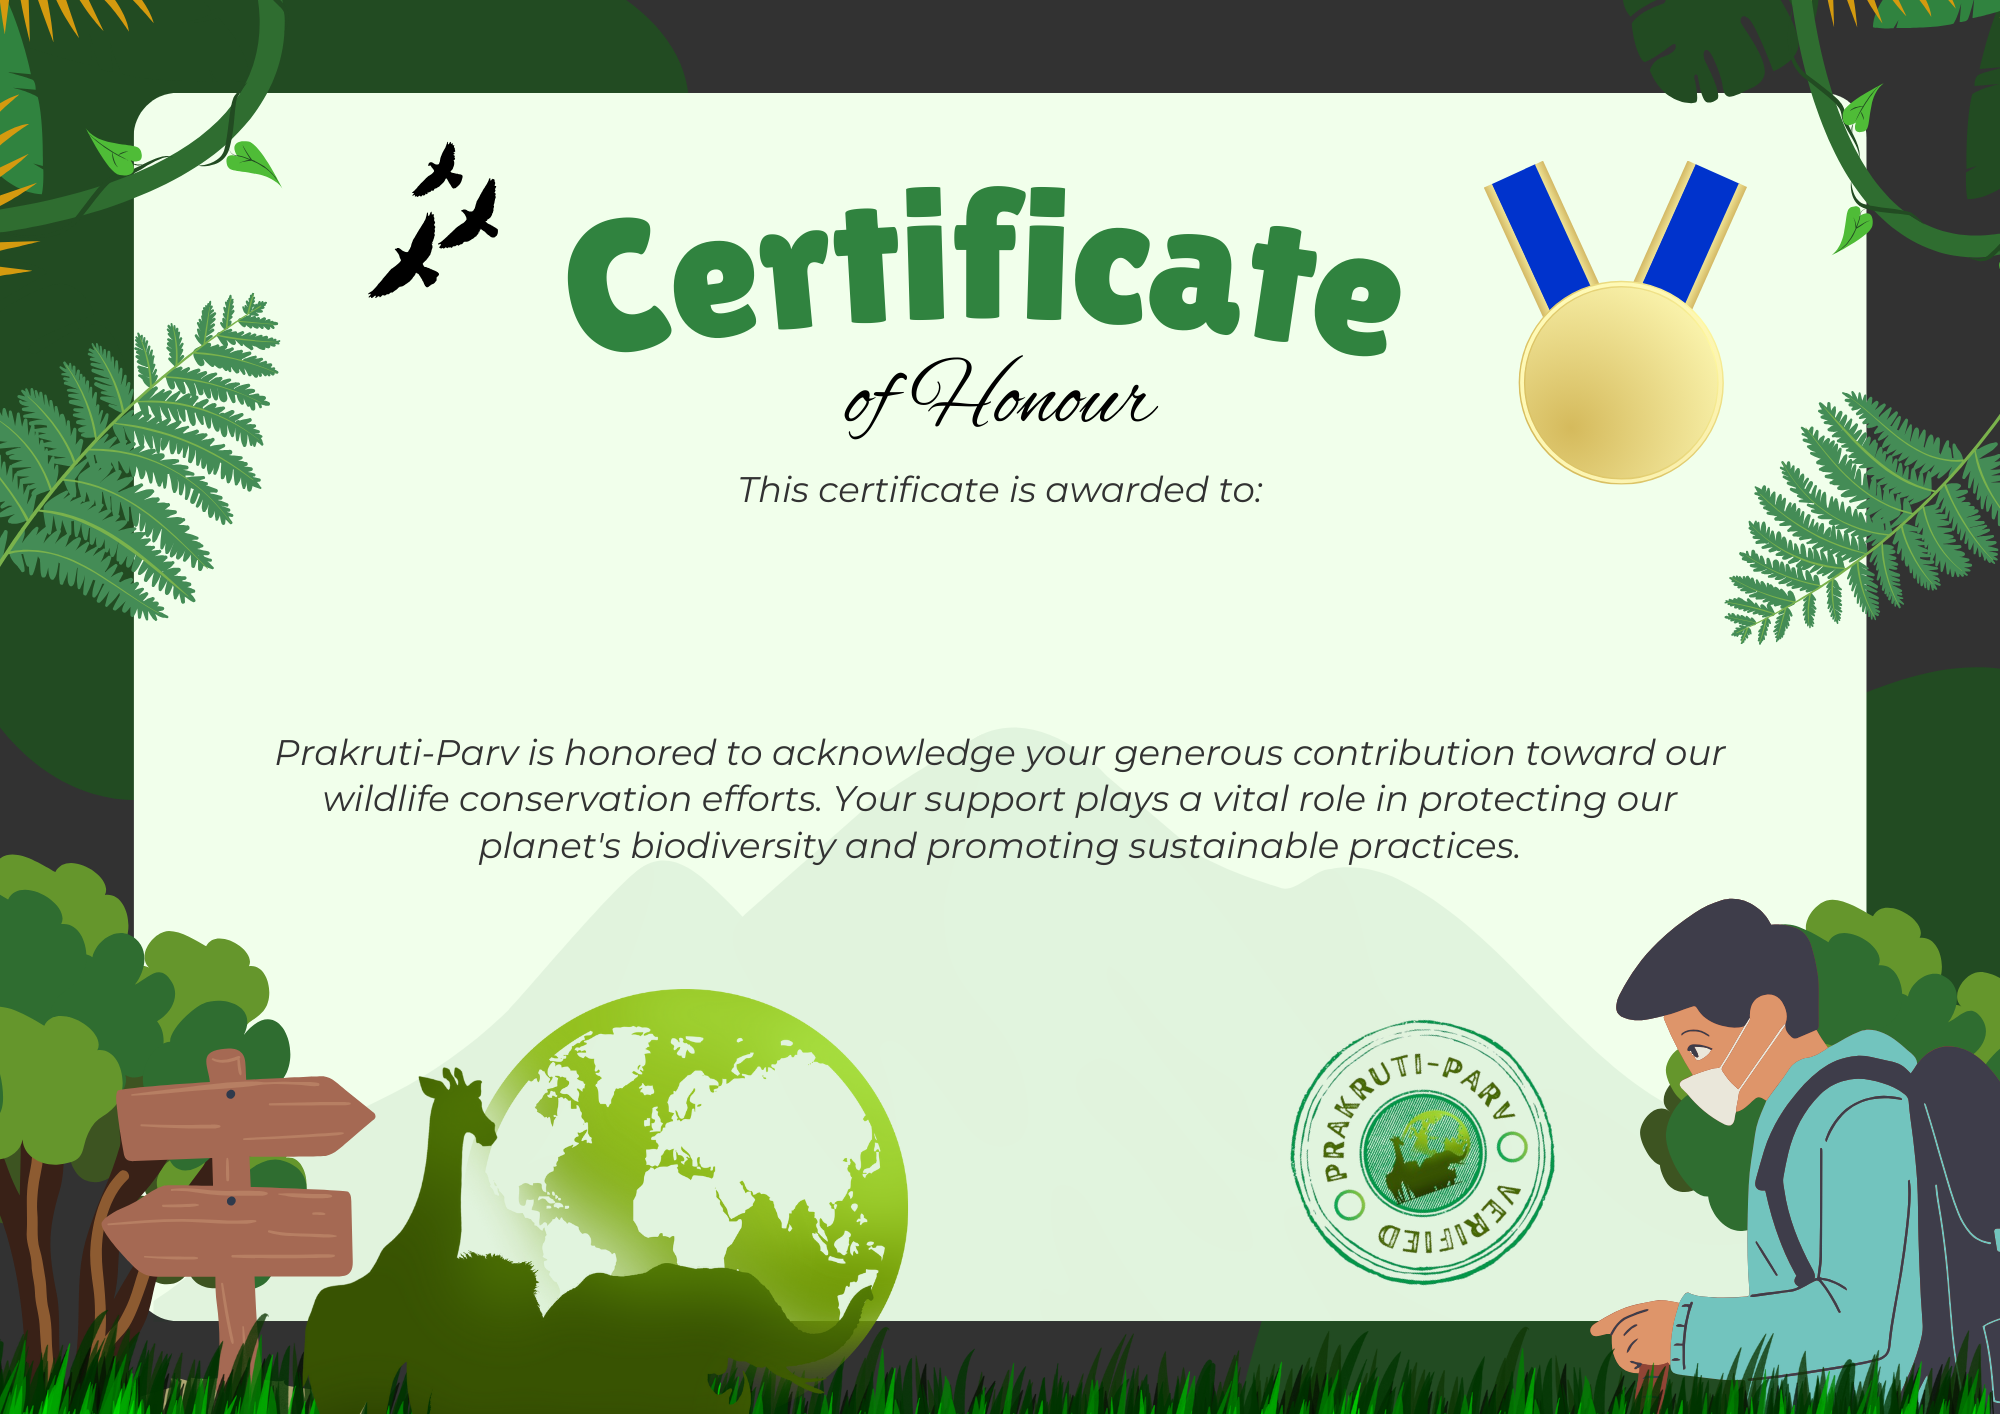 Certificate
of Honour
This certificate is awarded to:
Prakruti-Parv is honored to acknowledge your generous contribution toward our
wildlife conservation efforts. Your support plays a vital role in protecting our
planet's biodiversity and promoting sustainable practices.
PRAKRUTI-PARV
VERIFIED